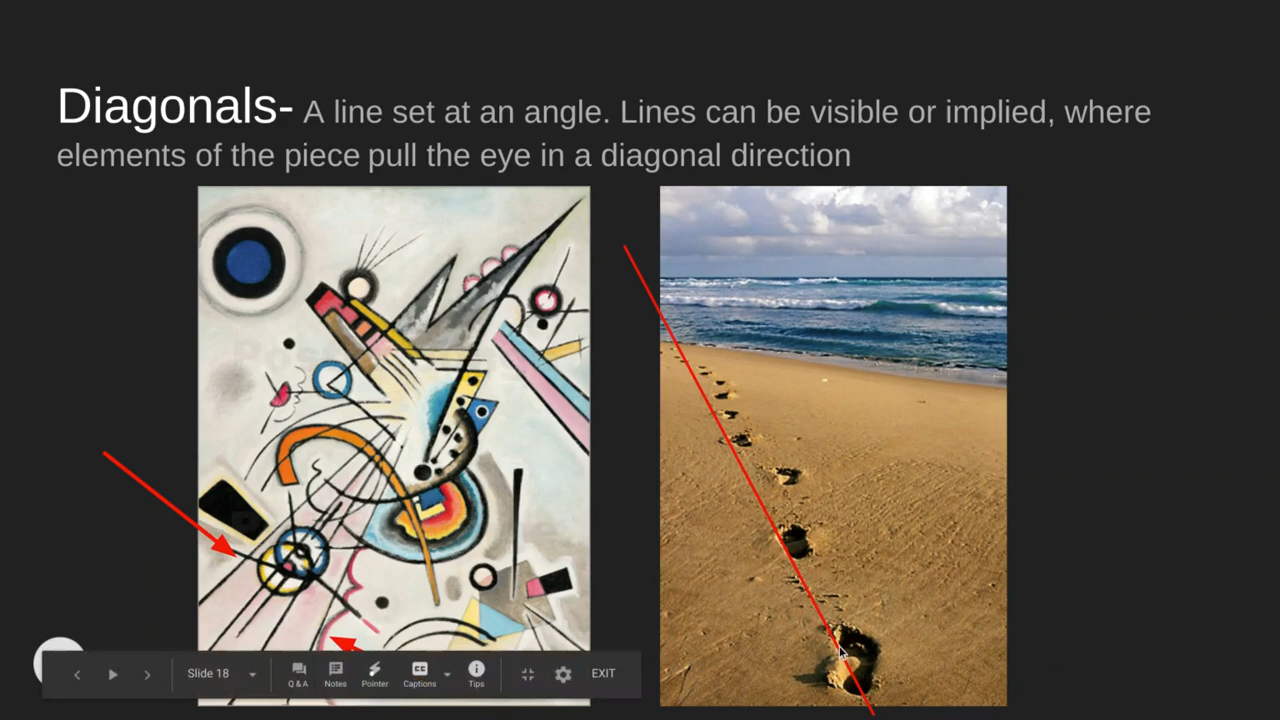 Diagonals- A line set at an angle. Lines can be visible or implied, where
elements of the piece pull the eye in a diagonal direction
Slide 18
Q & A
Notes
Pointer
CC
Captions
Tips
EXIT